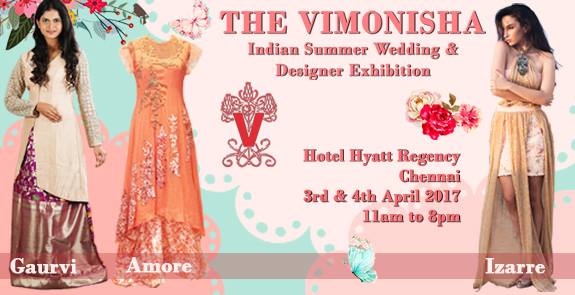 THE VIMONISHA
Indian Summer Wedding &
Designer Exhibition
V
Hotel Hyatt Regency
Chennai
3rd & 4th April 2017
11am to 8pm
Gaurvi
Amore
Izarre